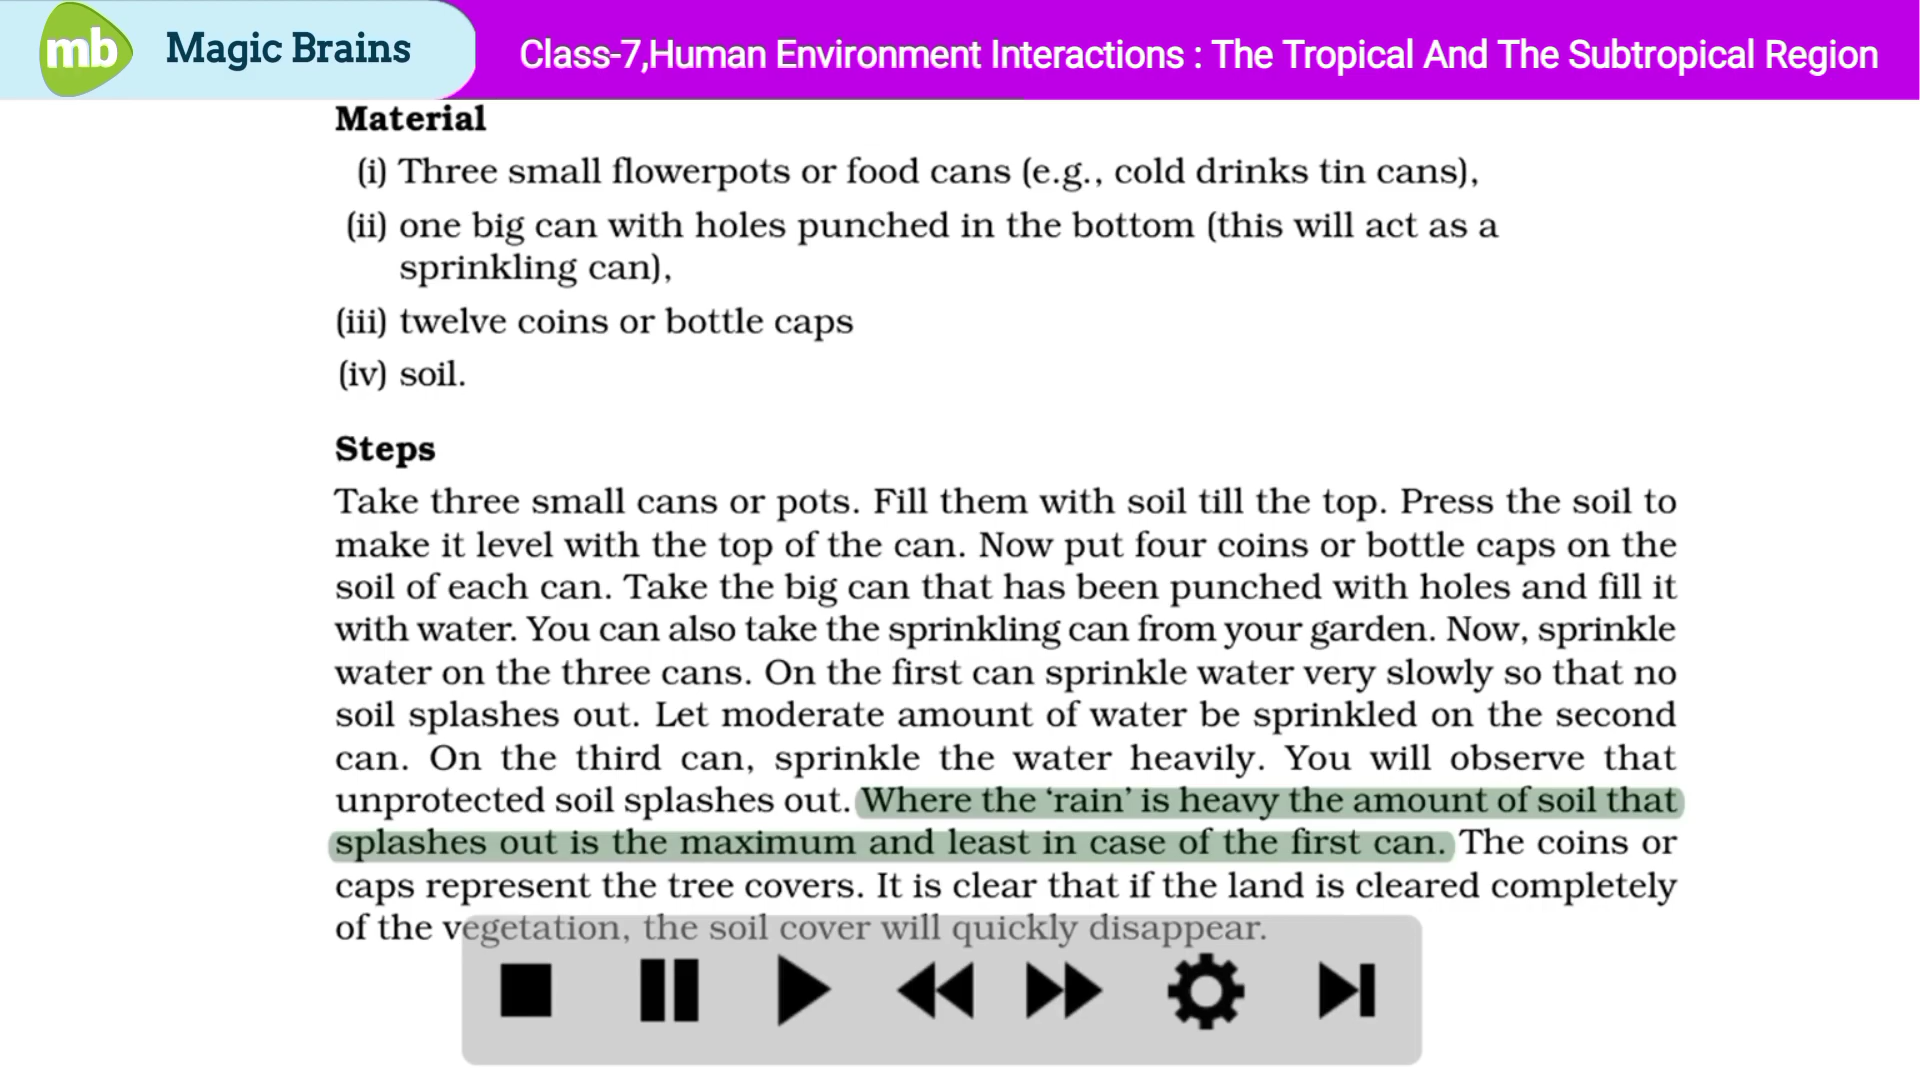 mb Magic Brains
Class-7,Human Environment Interactions : The Tropical And The Subtropical Region
Material
(i) Three small flowerpots or food cans (e.g., cold drinks tin cans),
(ii) one big can with holes punched in the bottom (this will act as a
sprinkling can),
(iii) twelve coins or bottle caps
(iv) soil.
Steps
Take three small cans or pots. Fill them with soil till the top. Press the soil to
make it level with the top of the can. Now put four coins or bottle caps on the
soil of each can. Take the big can that has been punched with holes and fill it
with water. You can also take the sprinkling can from your garden. Now, sprinkle
water on the three cans. On the first can sprinkle water very slowly so that no
soil splashes out. Let moderate amount of water be sprinkled on the second
can. On the third can, sprinkle the water heavily. You will observe that
unprotected soil splashes out. Where the ‘rain’ is heavy the amount of soil that
splashes out is the maximum and least in case of the first can. The coins or
caps represent the tree covers. It is clear that if the land is cleared completely
of the vegetation, the soil cover will quickly disappear.